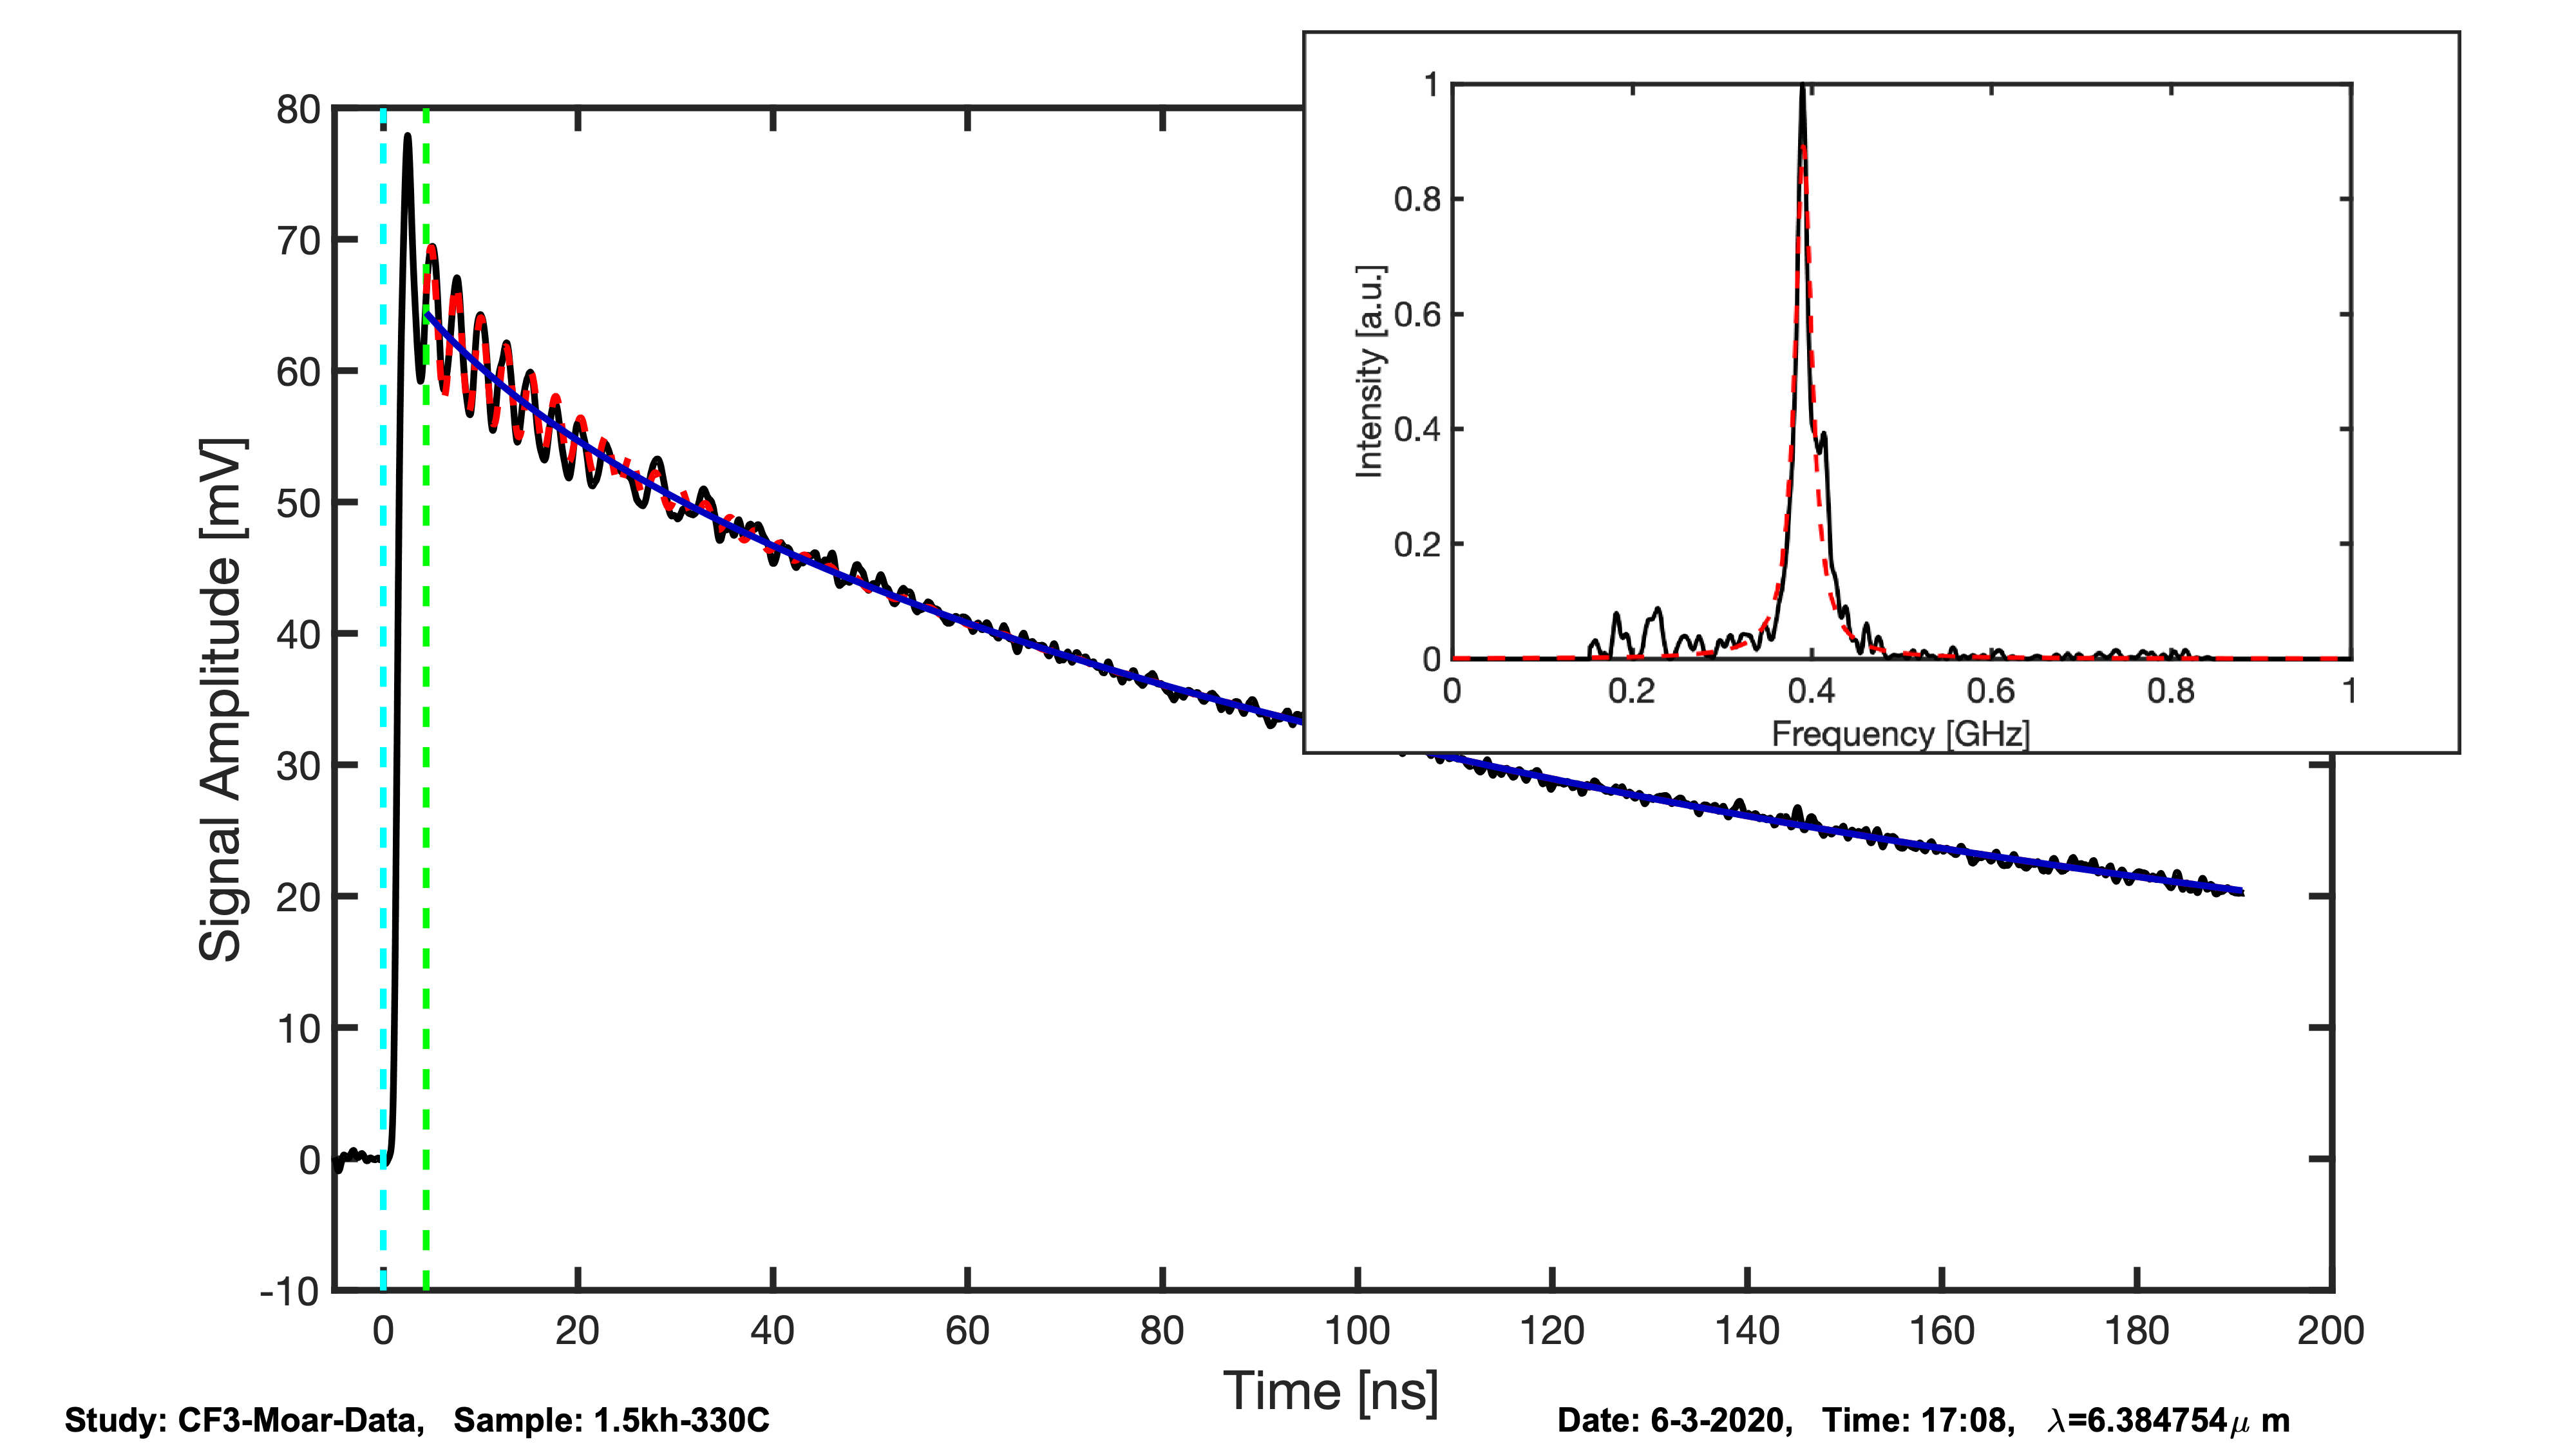 80
70
60
50
40
30
20
10
0
-10
Signal Amplitude [mV]
0 20 40 60 80 100 120 140 160 180 200
Time [ns]
1
0.8
0.6
0.4
0.2
0
Intensity [a.u.]
0 0.2 0.4 0.6 0.8 1
Frequency [GHz]
Study: CF3-Moar-Data, Sample: 1.5kh-330C
Date: 6-3-2020, Time: 17:08, λ=6.384754μ m